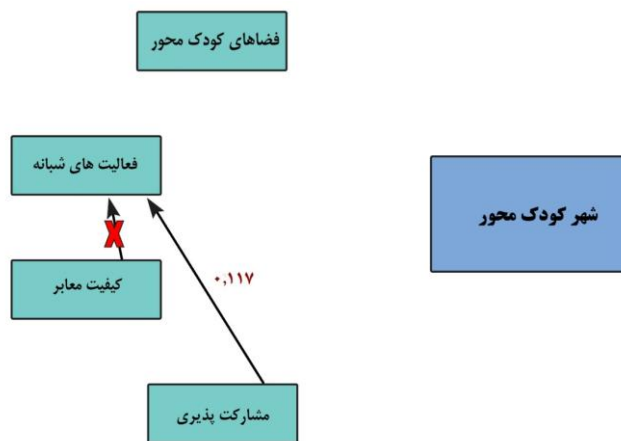 فضاهای کودک محور
فعالیت های شبانه
شهر کودک محور
X
کیفیت معابر
۰,۱۱۷
مشارکت پذیری